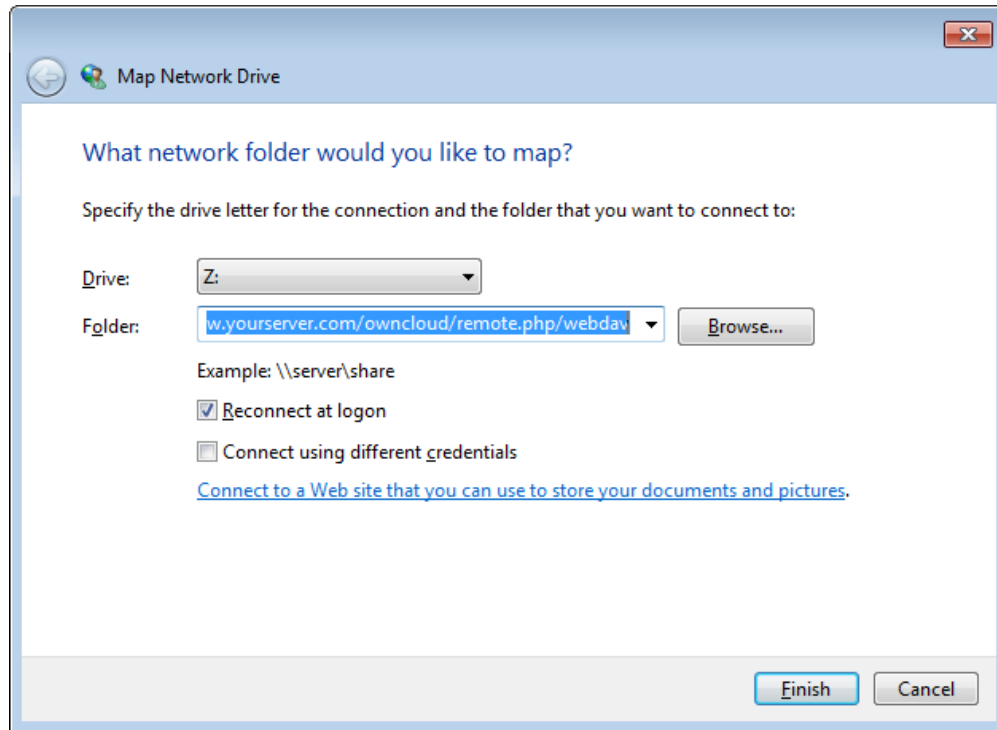 Map Network Drive
What network folder would you like to map?
Specify the drive letter for the connection and the folder that you want to connect to:
Drive: Z:
Folder: w.yourserver.com/owncloud/remote.php/webdav Browse...
Example: \\server\share
Reconnect at logon
Connect using different credentials
Connect to a Web site that you can use to store your documents and pictures.
Finish Cancel